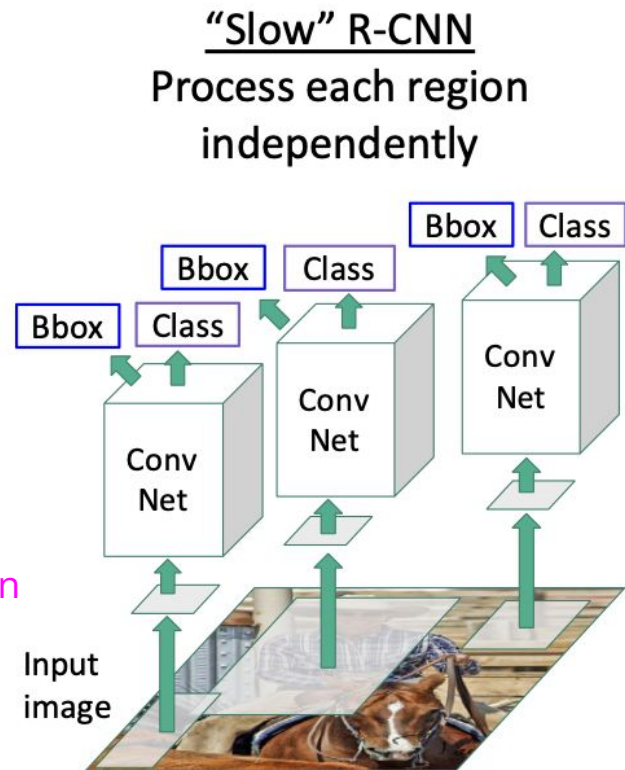 “Slow” R-CNN
Process each region
independently
Bbox Class
Bbox Class
Bbox Class
Conv
Net
Conv
Net
Conv
Net
n
Input
image